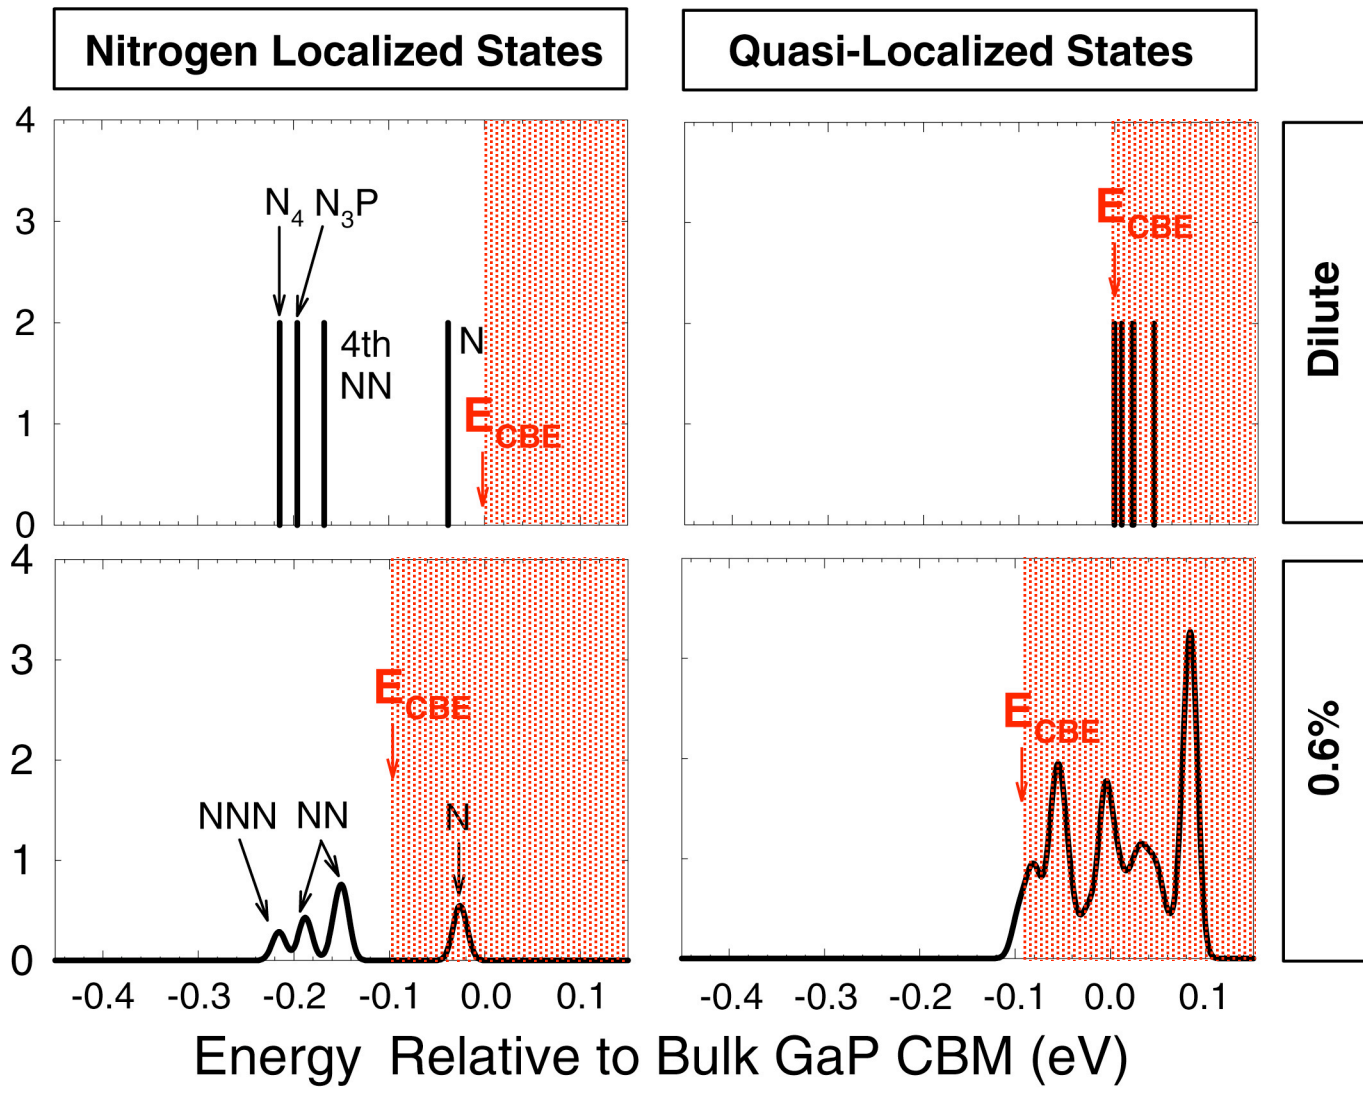 Nitrogen Localized States
Quasi-Localized States
4
3
2
1
0
N4 N3P
4th
NN
N
ECBE
ECBE
Dilute
4
3
2
1
0
NNN NN
ECBE
N
ECBE
0.6%
-0.4 -0.3 -0.2 -0.1 0.0 0.1
-0.4 -0.3 -0.2 -0.1 0.0 0.1
Energy Relative to Bulk GaP CBM (eV)